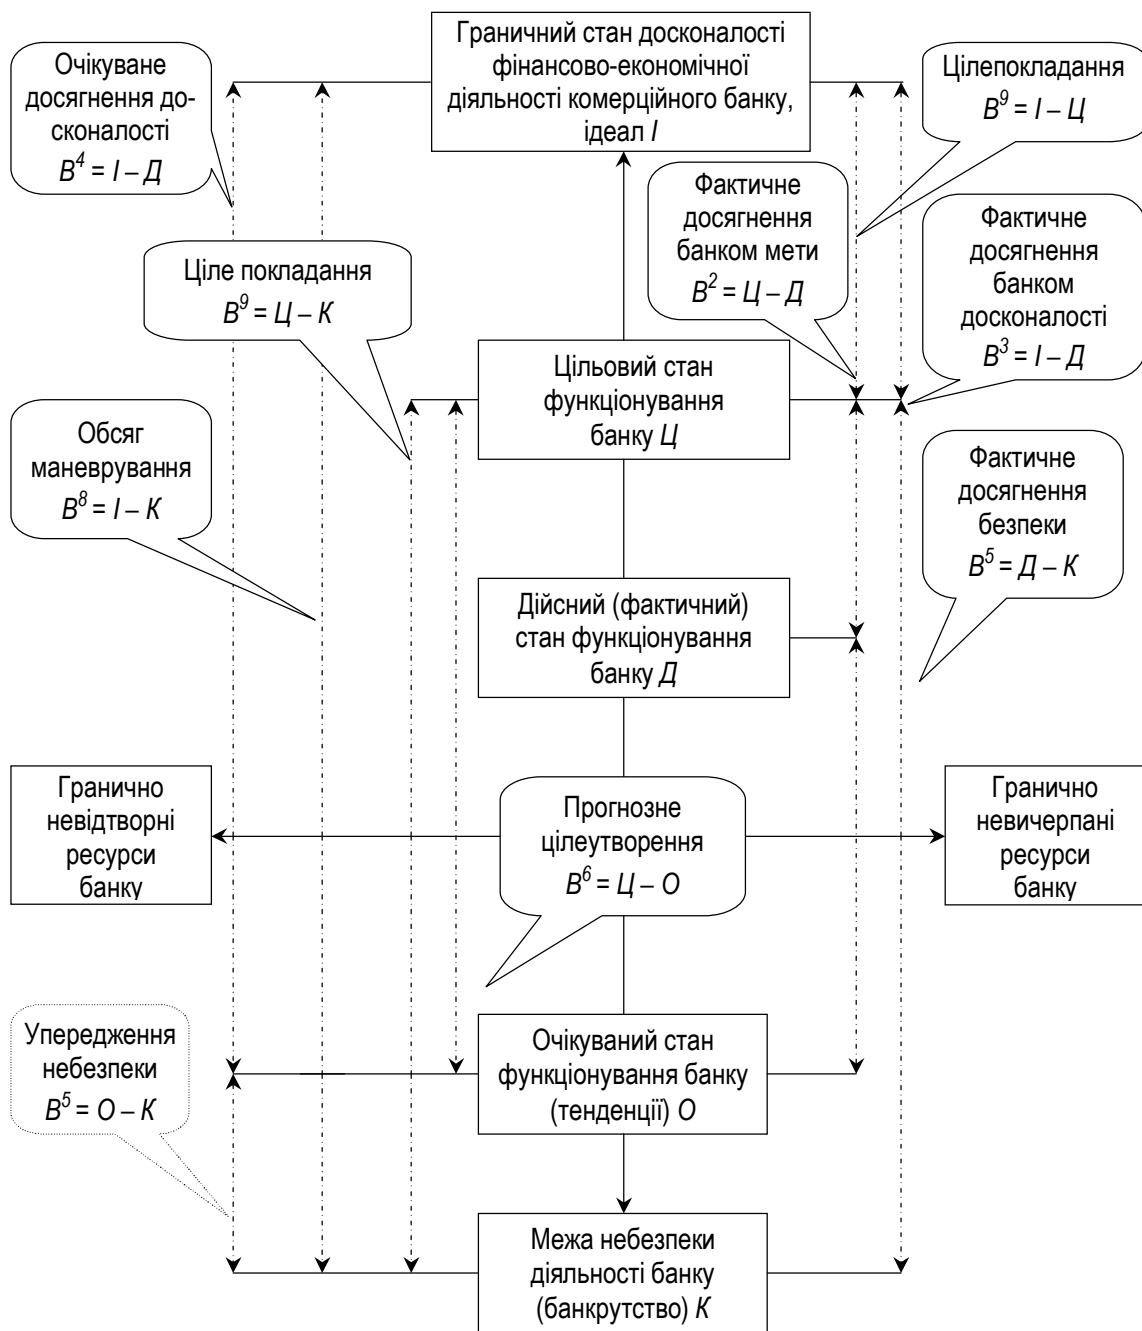 Граничний стан досконалості
фінансово-економічної
діяльності комерційного банку,
ідеал І
Очікуване
досягнення до-
сконалості
В⁴ = І – Д
Цілепокладання
В⁹ = І – Ц
Фактичне
досягнення
банком мети
В² = Ц – Д
Фактичне
досягнення
банком
досконалості
В³ = І – Д
Ціле покладання
В⁹ = Ц – К
Цільовий стан
функціонування
банку Ц
Обсяг
маневрування
В⁸ = І – К
Фактичне
досягнення
безпеки
В⁵ = Д – К
Дійсний (фактичний)
стан функціонування
банку Д
Гранично
невідтворні
ресурси
банку
Прогнозне
цілеутворення
В⁶ = Ц – О
Гранично
невичерпані
ресурси
банку
Упередження
небезпеки
В⁵ = О – К
Очікуваний стан
функціонування банку
(тенденції) О
Межа небезпеки
діяльності банку
(банкрутство) К